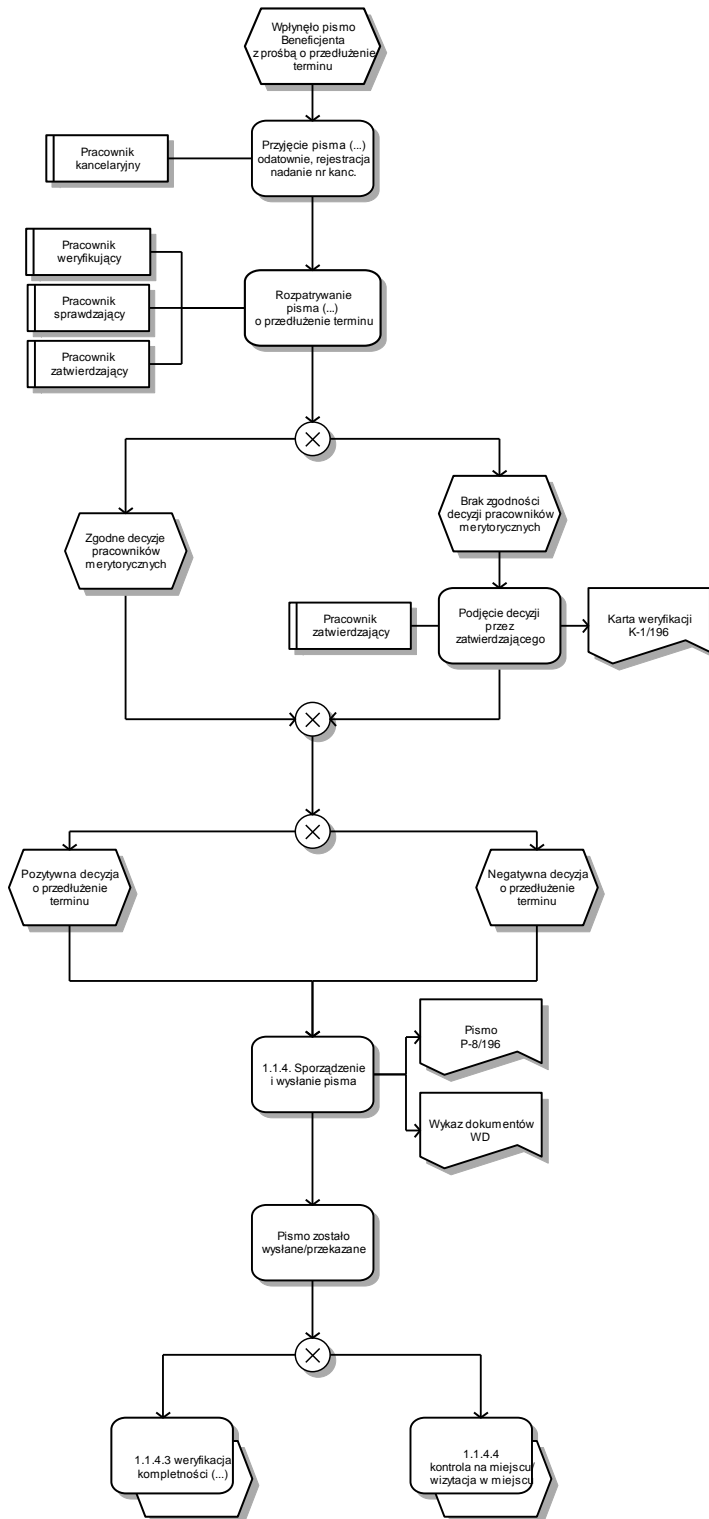 Wpłynęło pismo
Beneficjenta
z prośbą o przedłużenie
terminu
Pracownik
kancelaryjny
Przyjęcie pisma (...)
odatownie, rejestracja
nadanie nr kanc.
Pracownik
weryfikujący
Pracownik
sprawdzający
Pracownik
zatwierdzający
Rozpatrywanie
pisma (...)
o przedłużenie terminu
Zgodne decyzje
pracowników
merytorycznych
Brak zgodności
decyzji pracowników
merytorycznych
Pracownik
zatwierdzający
Podjęcie decyzji
przez
zatwierdzającego
Karta weryfikacji
K-1/196
Pozytywna decyzja
o przedłużenie
terminu
Negatywna decyzja
o przedłużenie
terminu
1.1.4. Sporządzenie
i wysłanie pisma
Pismo
P-8/196
Wykaz dokumentów
WD
Pismo zostało
wysłane/przekazane
1.1.4.3 weryfikacja
kompletności (...)
1.1.4.4
kontrola na miejscu/
wizytacja w miejscu